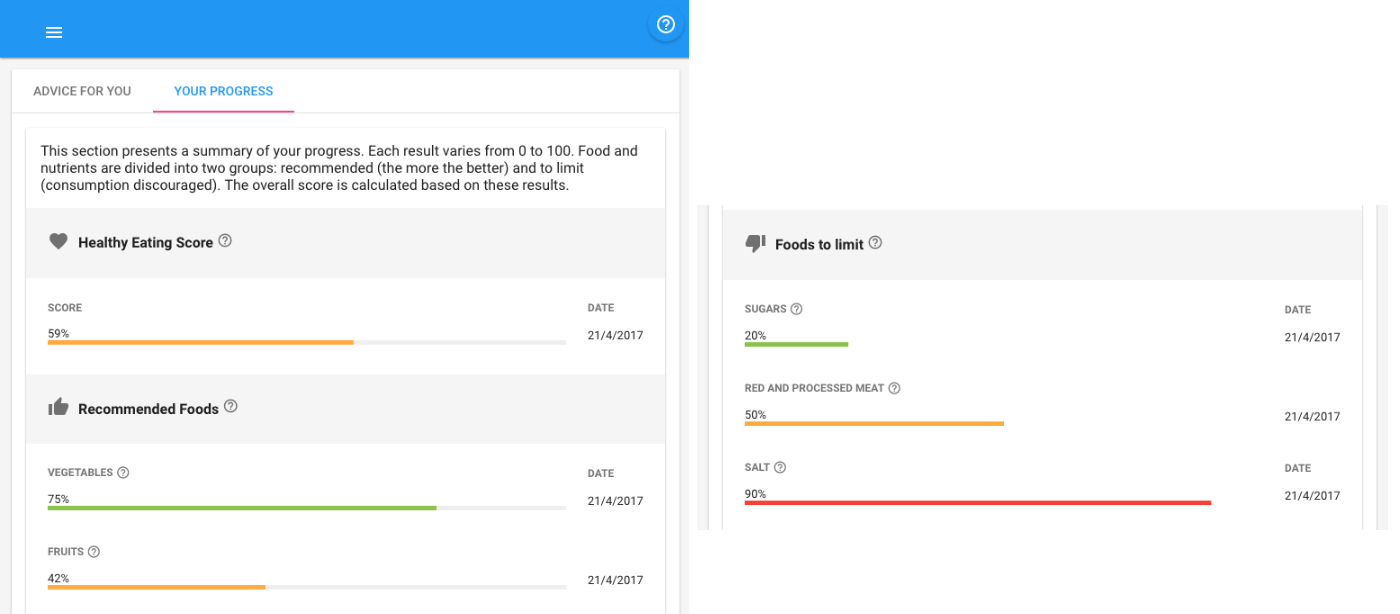 ADVICE FOR YOU
YOUR PROGRESS
This section presents a summary of your progress. Each result varies from 0 to 100. Food and
nutrients are divided into two groups: recommended (the more the better) and to limit
(consumption discouraged). The overall score is calculated based on these results.
Healthy Eating Score
SCORE
DATE
59%
21/4/2017
Recommended Foods
VEGETABLES
DATE
75%
21/4/2017
FRUITS
42%
21/4/2017
Foods to limit
SUGARS
DATE
20%
21/4/2017
RED AND PROCESSED MEAT
50%
21/4/2017
SALT
DATE
90%
21/4/2017